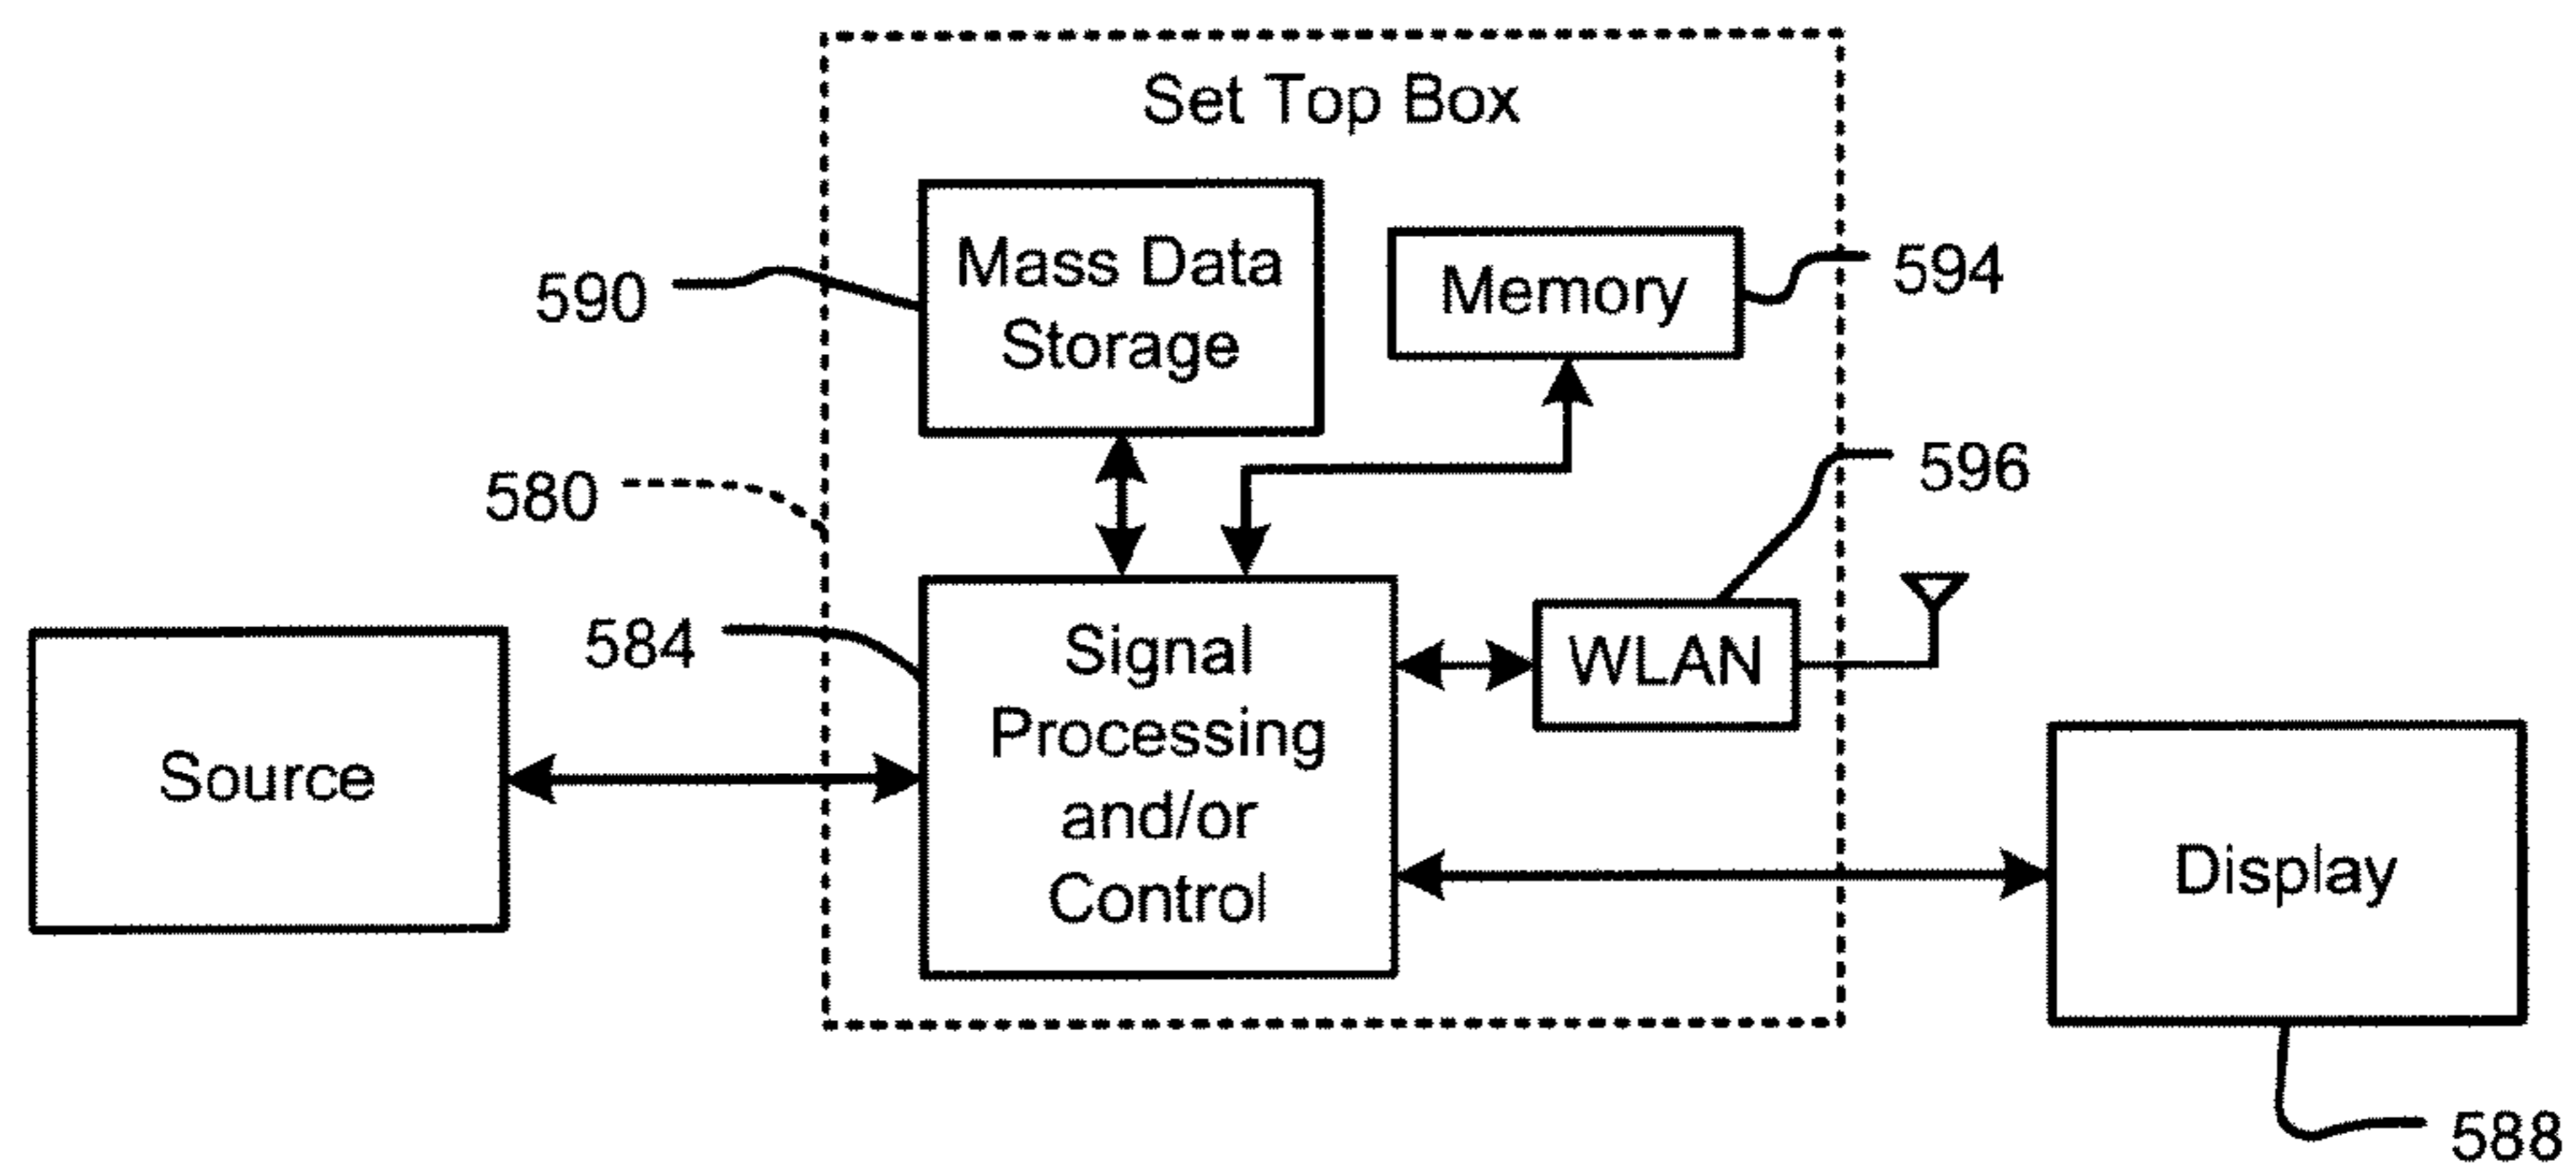 Set Top Box
Mass Data
Storage
590
Memory
594
580
596
584
Signal
Processing
and/or
Control
WLAN
Source
Display
588